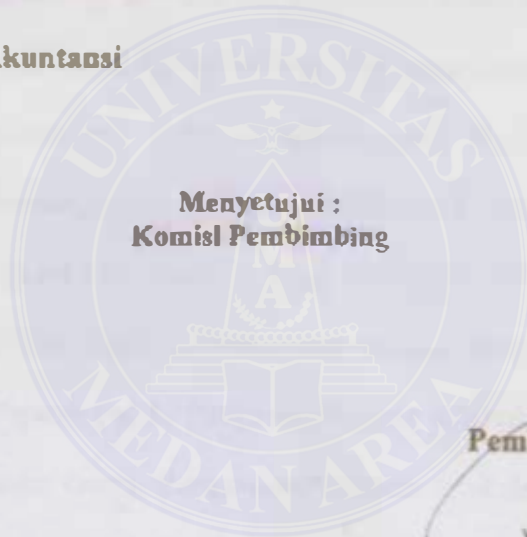 kuntansi
Menyetujui :
Komisi Pembimbing
UNIVERSITAS
U
M
A
MEDAN AREA
Pem